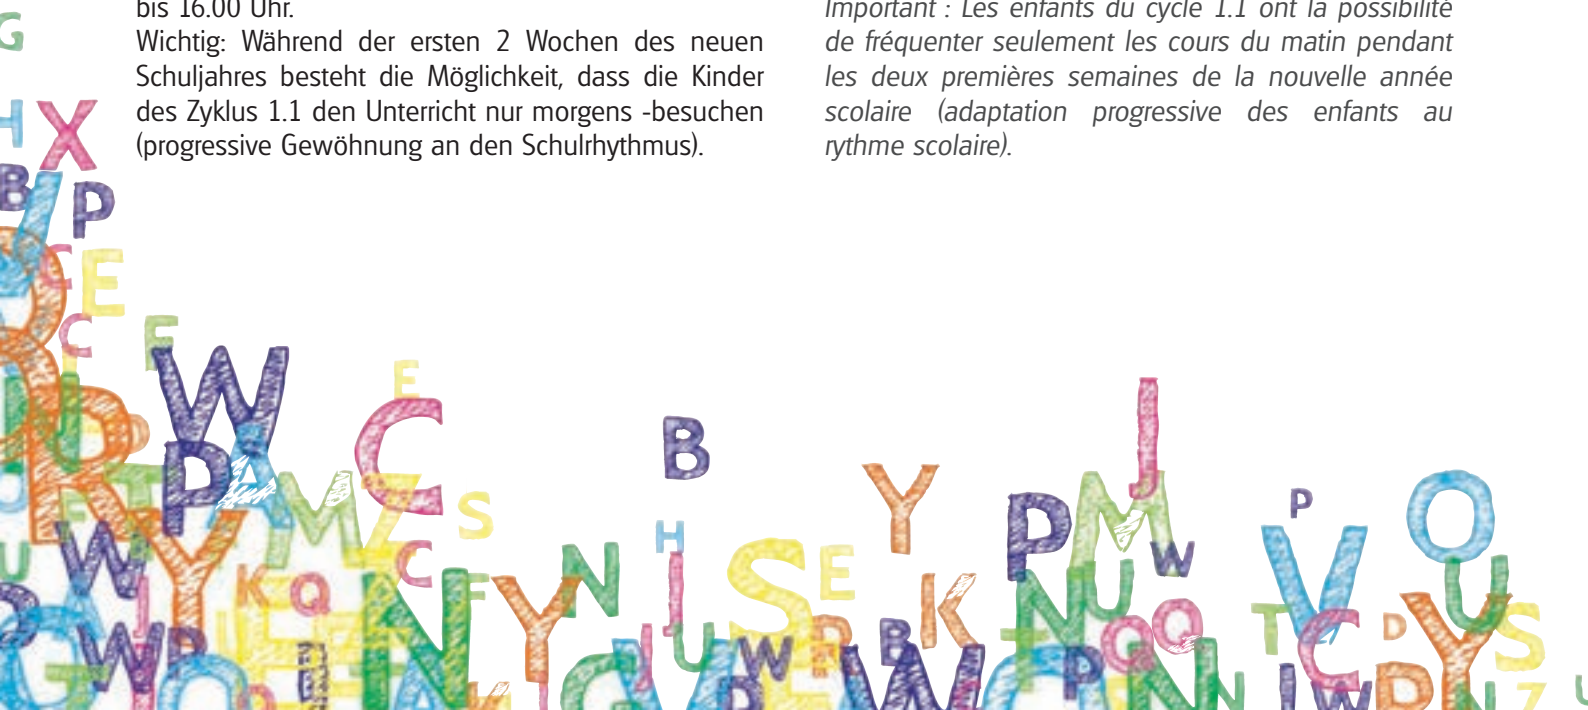 bis 16.00 Uhr.
Wichtig: Während der ersten 2 Wochen des neuen
Schuljahres besteht die Möglichkeit, dass die Kinder
des Zyklus 1.1 den Unterricht nur morgens -besuchen
(progressive Gewöhnung an den Schulrhythmus).
Important : Les enfants du cycle 1.1 ont la possibilité
de fréquenter seulement les cours du matin pendant
les deux premières semaines de la nouvelle année
scolaire (adaptation progressive des enfants au
rythme scolaire).